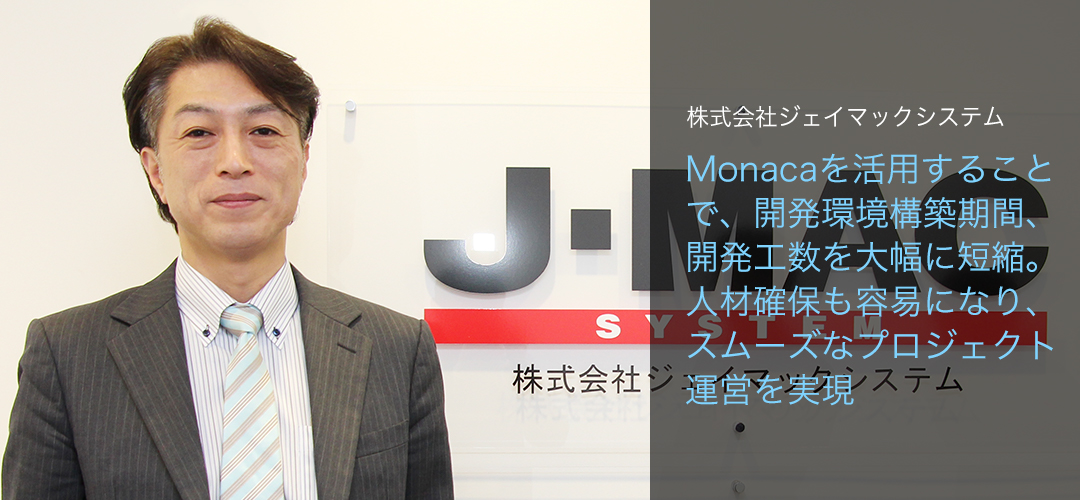 J·MAC
SYSTEM
株式会社ジェイマックシステム
株式会社ジェイマックシステム
Monacaを活用すること
で、開発環境構築期間、
開発工数を大幅に短縮。
人材確保も容易になり、
スムーズなプロジェクト
運営を実現